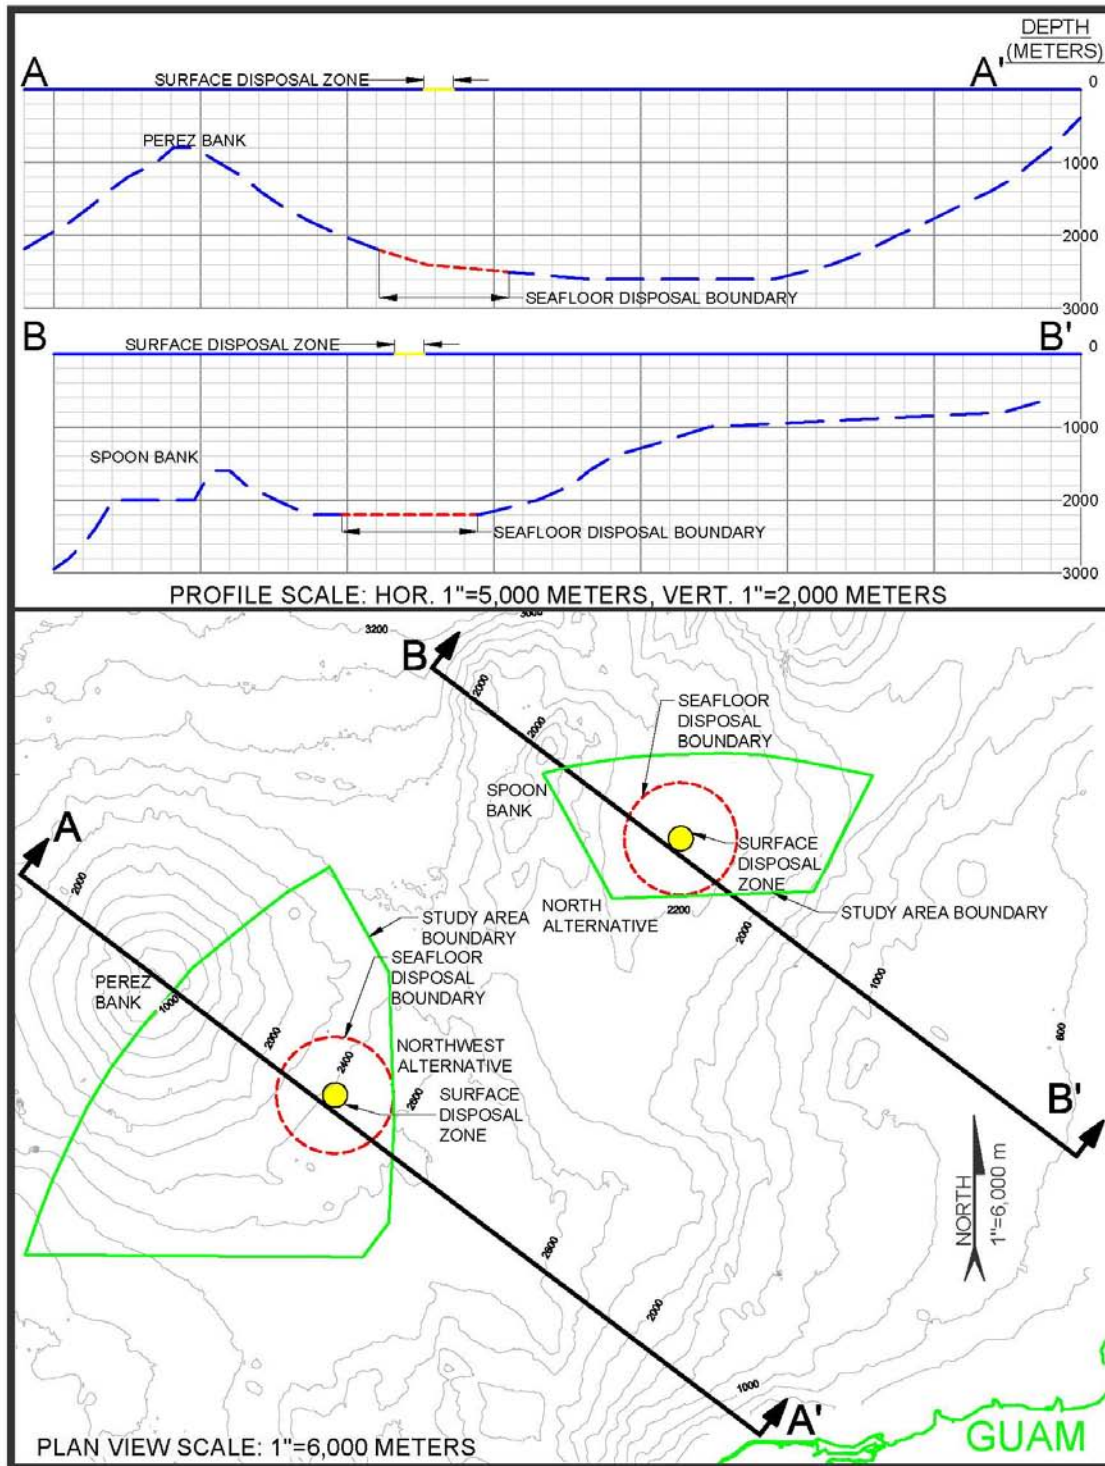 DEPTH
(METERS)
A
A'
SURFACE DISPOSAL ZONE
0
PEREZ BANK
1000
2000
SEAFLOOR DISPOSAL BOUNDARY
3000
B
B'
SURFACE DISPOSAL ZONE
0
1000
SPOON BANK
2000
SEAFLOOR DISPOSAL BOUNDARY
3000
PROFILE SCALE: HOR. 1"=5,000 METERS, VERT. 1"=2,000 METERS
3200
3000
B
2000
2000
SEAFLOOR
DISPOSAL
BOUNDARY
SPOON
BANK
A
SURFACE
DISPOSAL
ZONE
2000
NORTH
ALTERNATIVE
2200
STUDY AREA BOUNDARY
2000
STUDY AREA
BOUNDARY
SEAFLOOR
DISPOSAL
BOUNDARY
PEREZ
BANK
1000
1000
2000
600
NORTHWEST
ALTERNATIVE
2400
2600
SURFACE
DISPOSAL
ZONE
B'
NORTH
1"=6,000 m
2600
2000
1000
A'
GUAM
PLAN VIEW SCALE: 1"=6,000 METERS